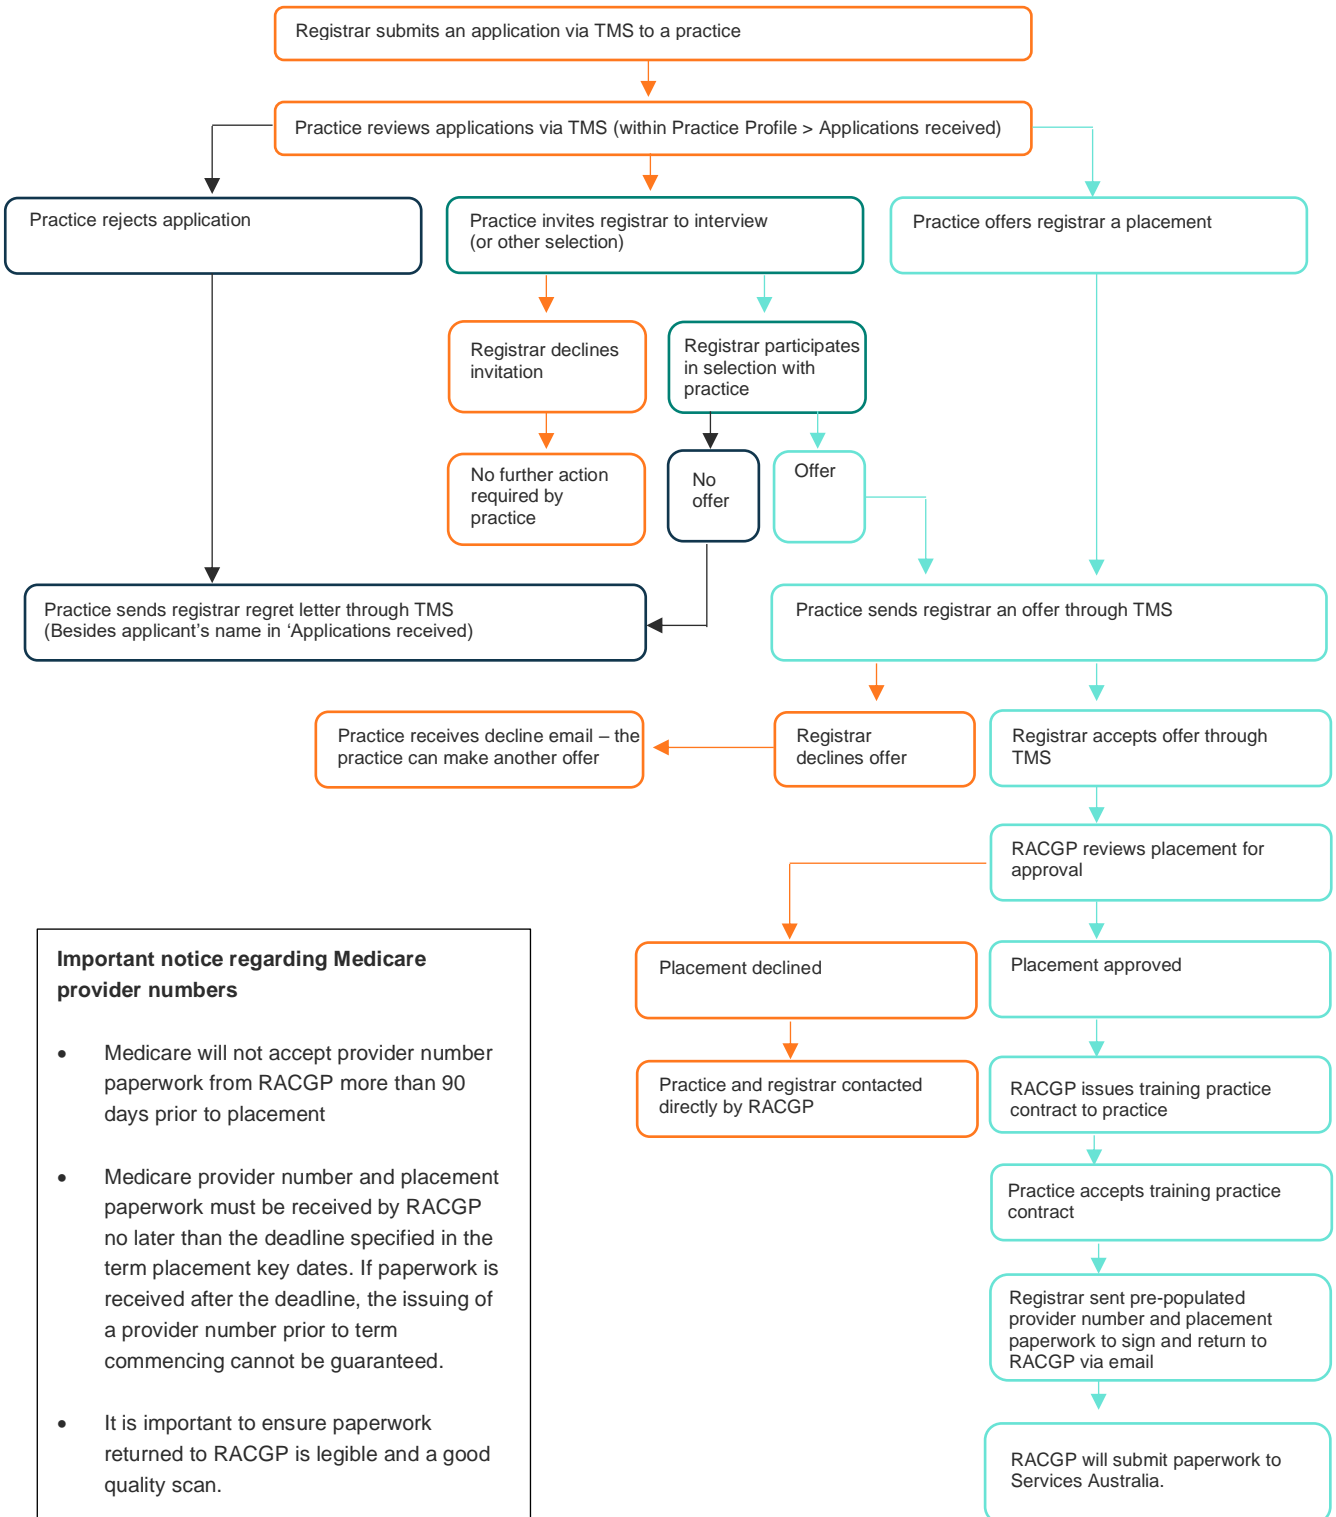 Registrar submits an application via TMS to a practice
Practice reviews applications via TMS (within Practice Profile > Applications received)
Practice rejects application
Practice invites registrar to interview
(or other selection)
Practice offers registrar a placement
Registrar declines
invitation
Registrar participates
in selection with
practice
No further action
required by
practice
No
offer
Offer
Practice sends registrar regret letter through TMS
(Besides applicant’s name in ‘Applications received)
Practice sends registrar an offer through TMS
Practice receives decline email – the
practice can make another offer
Registrar
declines offer
Registrar accepts offer through
TMS
RACGP reviews placement for
approval
Placement declined
Placement approved
Practice and registrar contacted
directly by RACGP
RACGP issues training practice
contract to practice
Practice accepts training practice
contract
Registrar sent pre-populated
provider number and placement
paperwork to sign and return to
RACGP via email
RACGP will submit paperwork to
Services Australia.
Important notice regarding Medicare
provider numbers
• Medicare will not accept provider number
paperwork from RACGP more than 90
days prior to placement
• Medicare provider number and placement
paperwork must be received by RACGP
no later than the deadline specified in the
term placement key dates. If paperwork is
received after the deadline, the issuing of
a provider number prior to term
commencing cannot be guaranteed.
• It is important to ensure paperwork
returned to RACGP is legible and a good
quality scan.